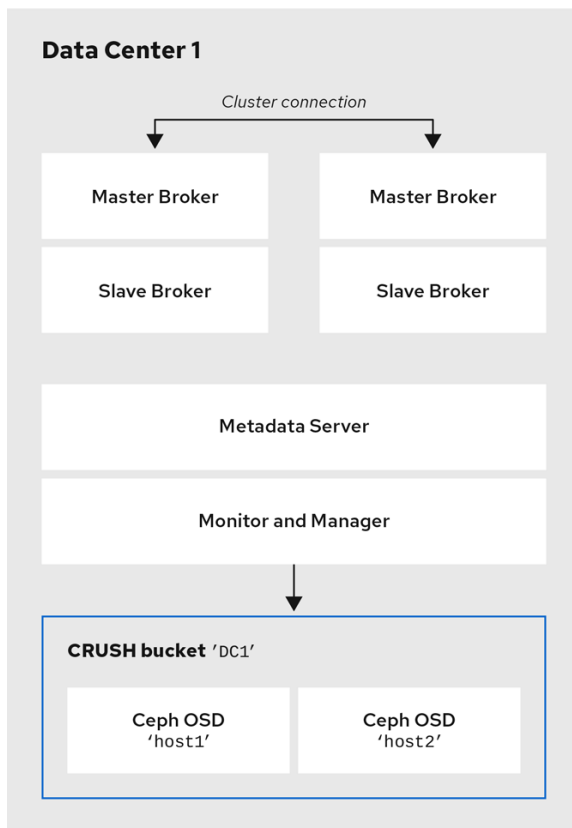 Data Center 1
Cluster connection
Master Broker
Master Broker
Slave Broker
Slave Broker
Metadata Server
Monitor and Manager
CRUSH bucket ’DC1’
Ceph OSD
‘host1’
Ceph OSD
‘host2’